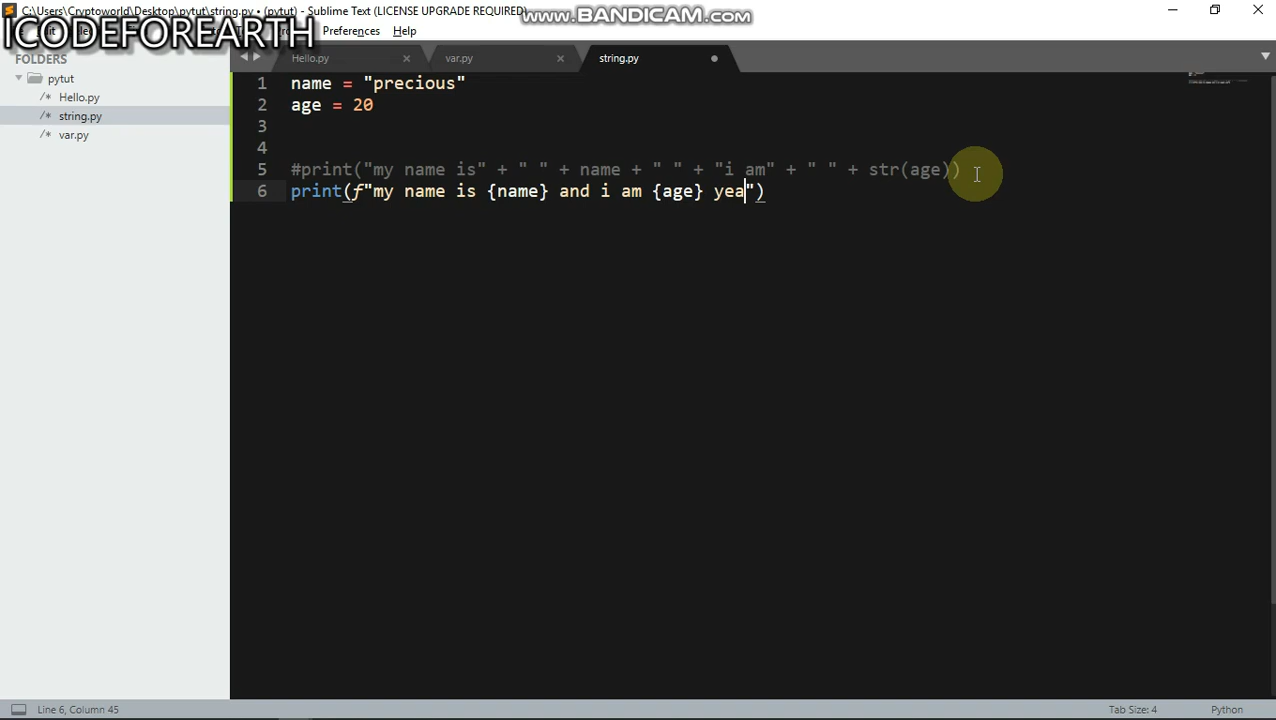 C:\Users\Cryptoworld\Desktop\pytut\string.py • (pytut) - Sublime Text (LICENSE UPGRADE REQUIRED)
www.BANDICAM.com
ICODEFOREARTH
Preferences Help
FOLDERS
pytut
/* Hello.py
/* string.py
/* var.py
Hello.py × var.py × string.py
1 name = "precious"
2 age = 20
3
4
5 #print("my name is" + " " + name + " " + "i am" + " " + str(age))
6 print(f"my name is {name} and i am {age} yea")
Line 6, Column 45
Tab Size: 4
Python